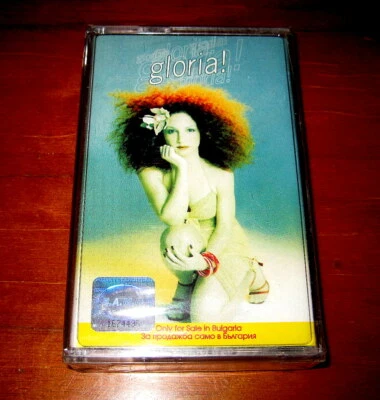 gloria!
Only for Sale in Bulgaria
За продажба само в България